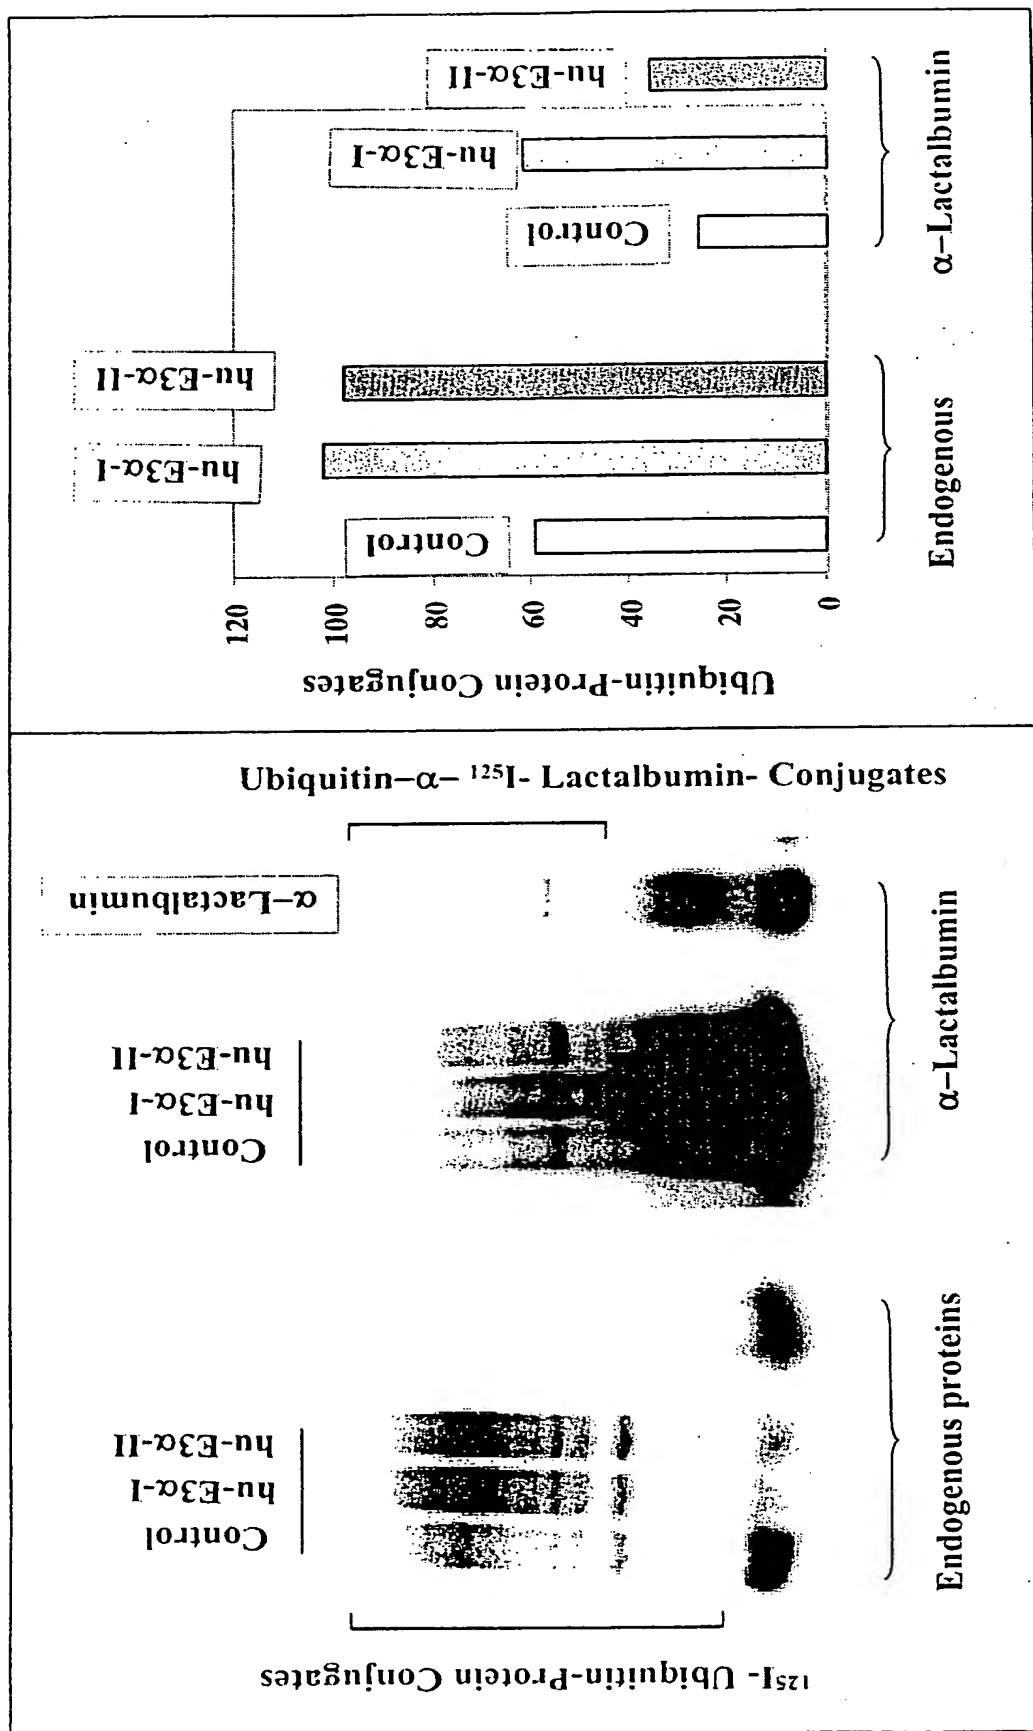 ¹²⁵I- Ubiquitin-Protein Conjugates
Control
hu-E3α-I
hu-E3α-II
Control
hu-E3α-I
hu-E3α-II
α–Lactalbumin
Ubiquitin–α– ¹²⁵I- Lactalbumin- Conjugates
Endogenous proteins
α–Lactalbumin
Ubiquitin-Protein Conjugates
120
100
80
60
40
20
0
Control
hu-E3α-I
hu-E3α-II
Control
hu-E3α-I
hu-E3α-II
Endogenous
α–Lactalbumin